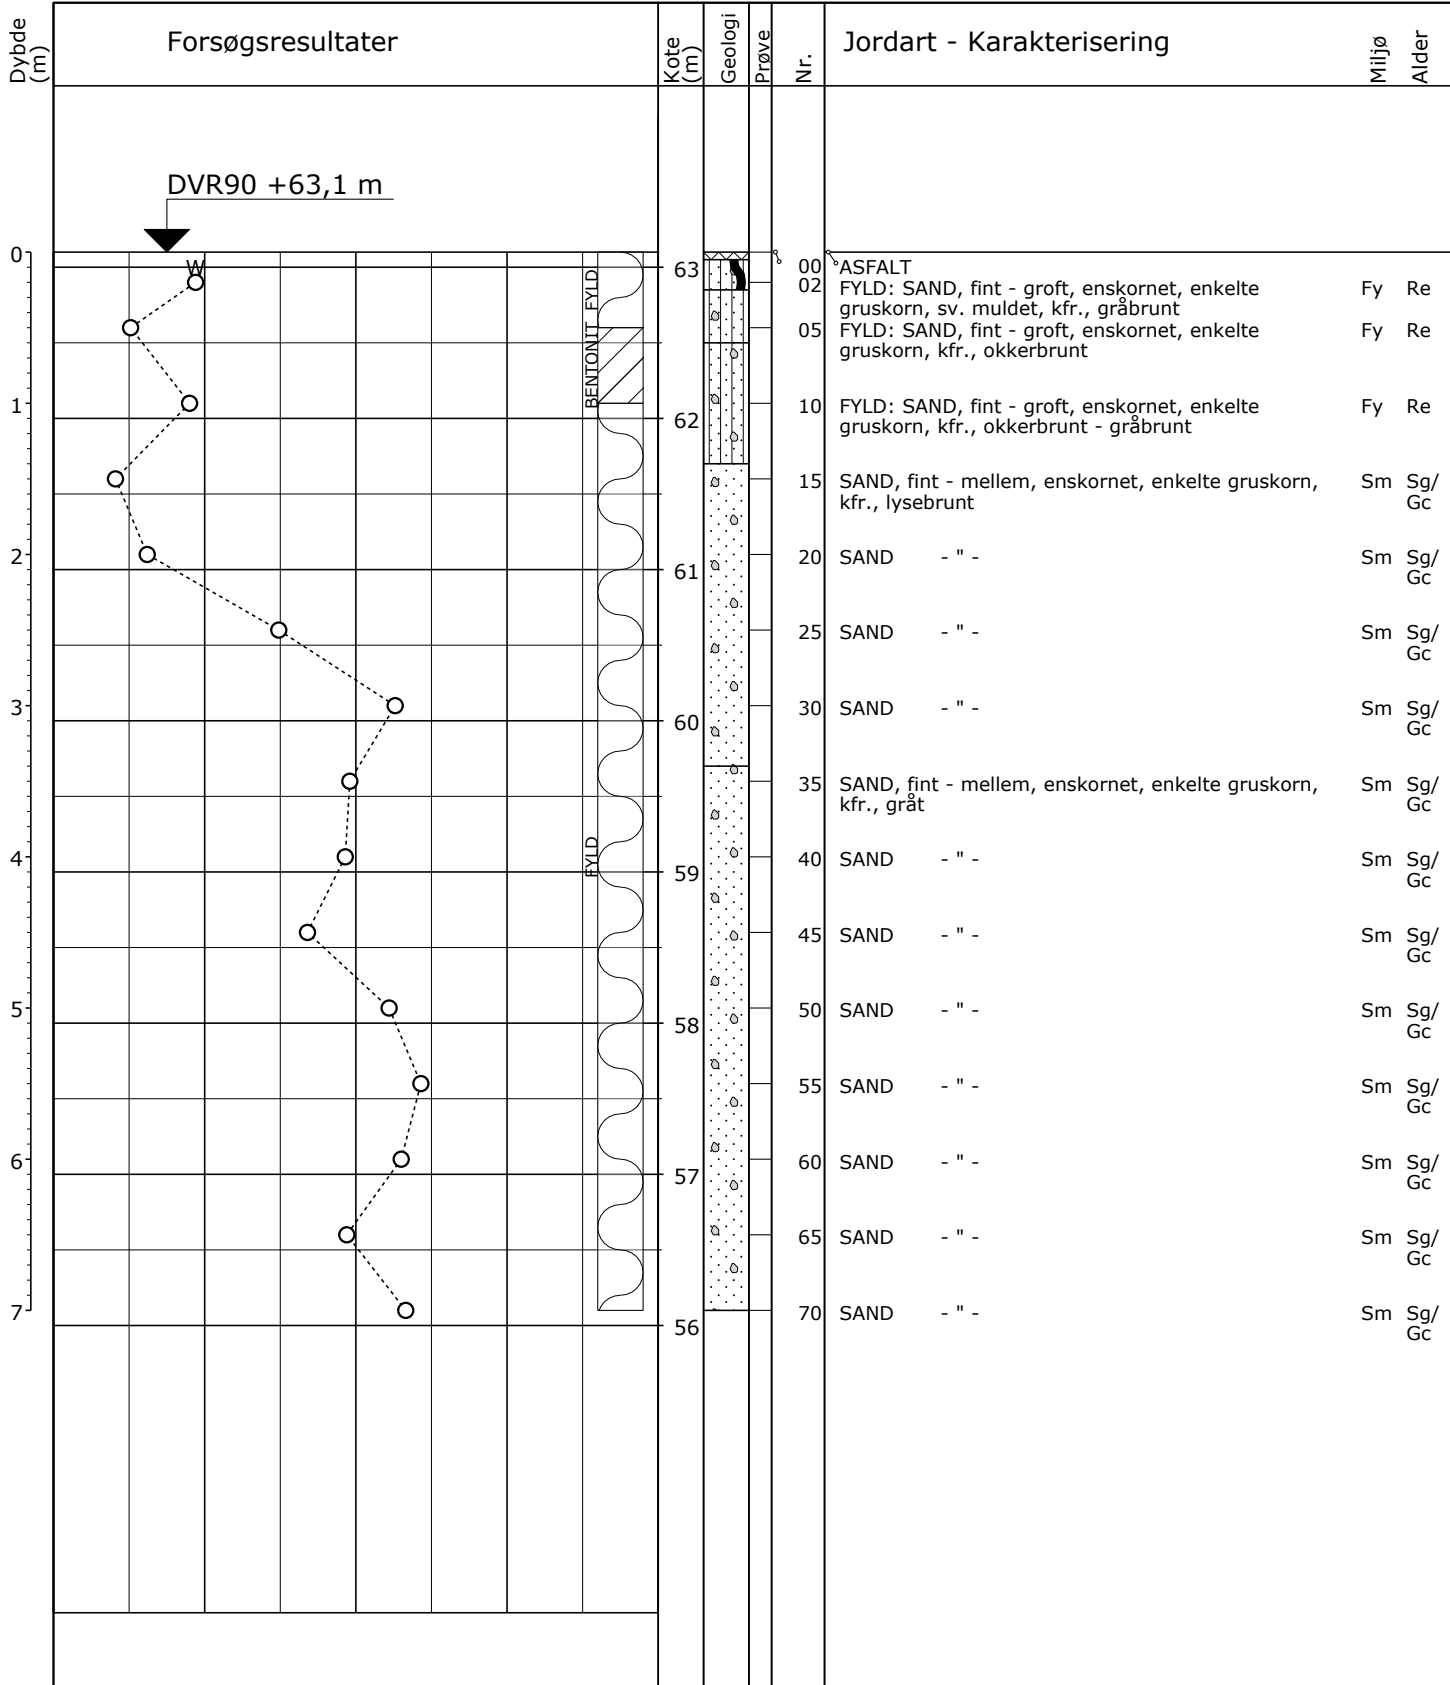 Dybde
(m)
Forsøgsresultater
Kote
(m)
Geologi
Prøve
Nr.
Jordart - Karakterisering
Miljø
Alder
DVR90 +63,1 m
0
W
FYLD
63
00 ASFALT
02 FYLD: SAND, fint - groft, enskornet, enkelte Fy Re
gruskorn, sv. muldet, kfr., gråbrunt
05 FYLD: SAND, fint - groft, enskornet, enkelte Fy Re
gruskorn, kfr., okkerbrunt
BENTONIT
1
62
10 FYLD: SAND, fint - groft, enskornet, enkelte Fy Re
gruskorn, kfr., okkerbrunt - gråbrunt
15 SAND, fint - mellem, enskornet, enkelte gruskorn, Sm Sg/
kfr., lysebrunt Gc
2
61
20 SAND - " - Sm Sg/
Gc
25 SAND - " - Sm Sg/
Gc
3
60
30 SAND - " - Sm Sg/
Gc
35 SAND, fint - mellem, enskornet, enkelte gruskorn, Sm Sg/
kfr., gråt Gc
4
FYLD
59
40 SAND - " - Sm Sg/
Gc
45 SAND - " - Sm Sg/
Gc
5
58
50 SAND - " - Sm Sg/
Gc
55 SAND - " - Sm Sg/
Gc
6
57
60 SAND - " - Sm Sg/
Gc
65 SAND - " - Sm Sg/
Gc
7
56
70 SAND - " - Sm Sg/
Gc